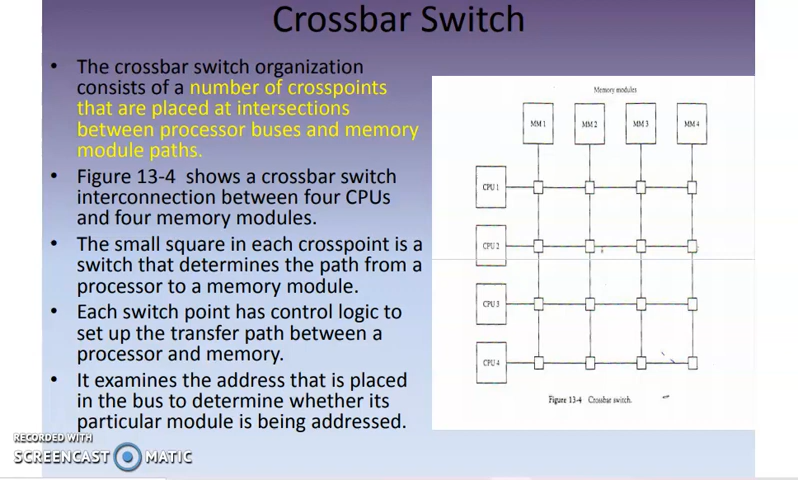 Crossbar Switch
• The crossbar switch organization
consists of a number of crosspoints
that are placed at intersections
between processor buses and memory
module paths.
• Figure 13-4 shows a crossbar switch
interconnection between four CPUs
and four memory modules.
• The small square in each crosspoint is a
switch that determines the path from a
processor to a memory module.
• Each switch point has control logic to
set up the transfer path between a
processor and memory.
• It examines the address that is placed
in the bus to determine whether its
particular module is being addressed.
Memory modules
MM 1 MM 2 MM 3 MM 4
CPU 1
CPU 2
CPU 3
CPU 4
Figure 13-4 Crossbar switch.
RECORDED WITH
SCREENCAST MATIC